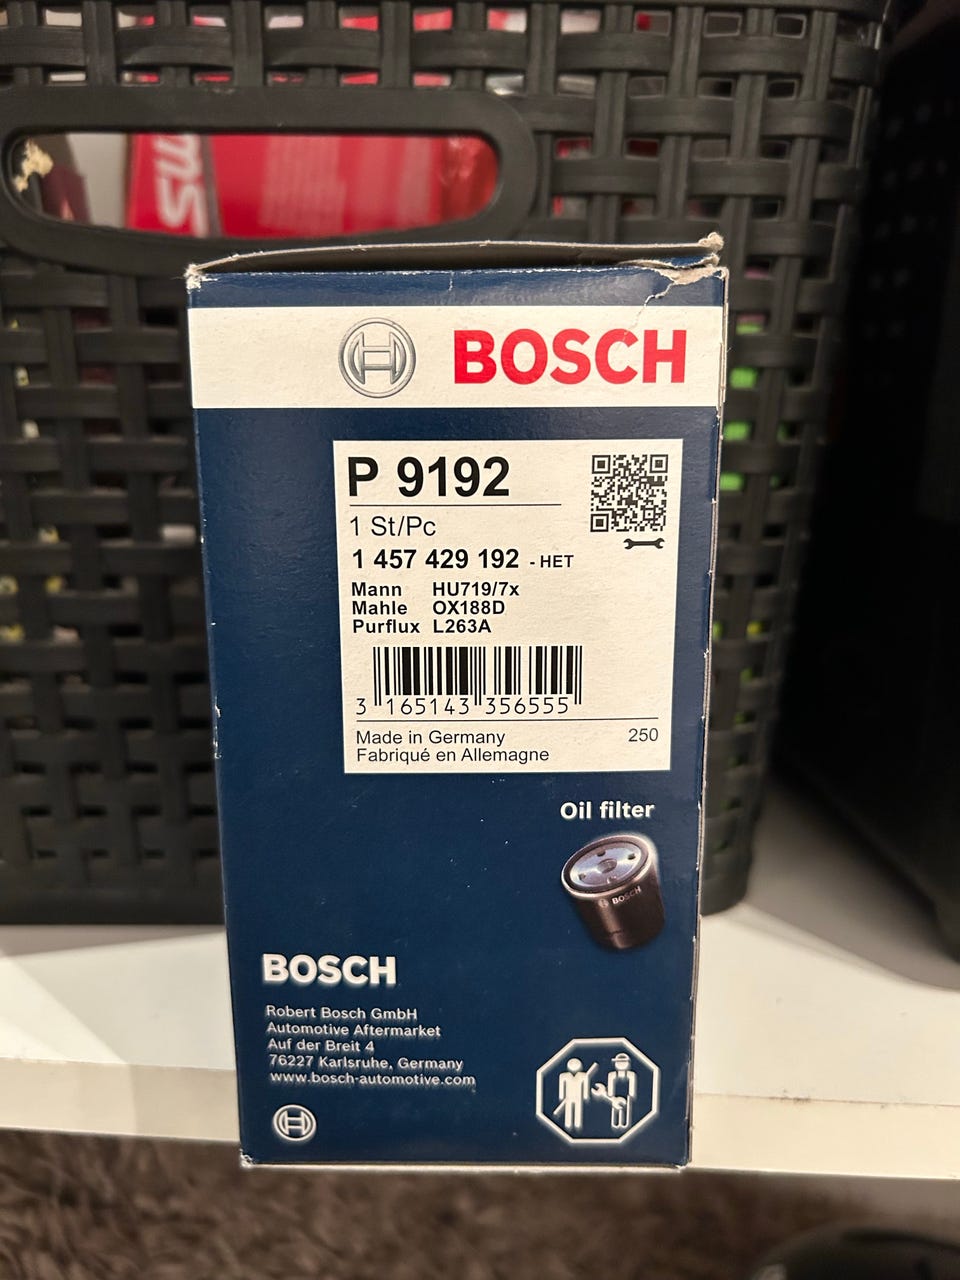 SWI
BOSCH
P 9192
1 St/Pc
1 457 429 192 - HET
Mann HU719/7x
Mahle OX188D
Purflux L263A
3 165143 356555
Made in Germany 250
Fabriqué en Allemagne
Oil filter
BOSCH
BOSCH
Robert Bosch GmbH
Automotive Aftermarket
Auf der Breit 4
76227 Karlsruhe, Germany
www.bosch-automotive.com